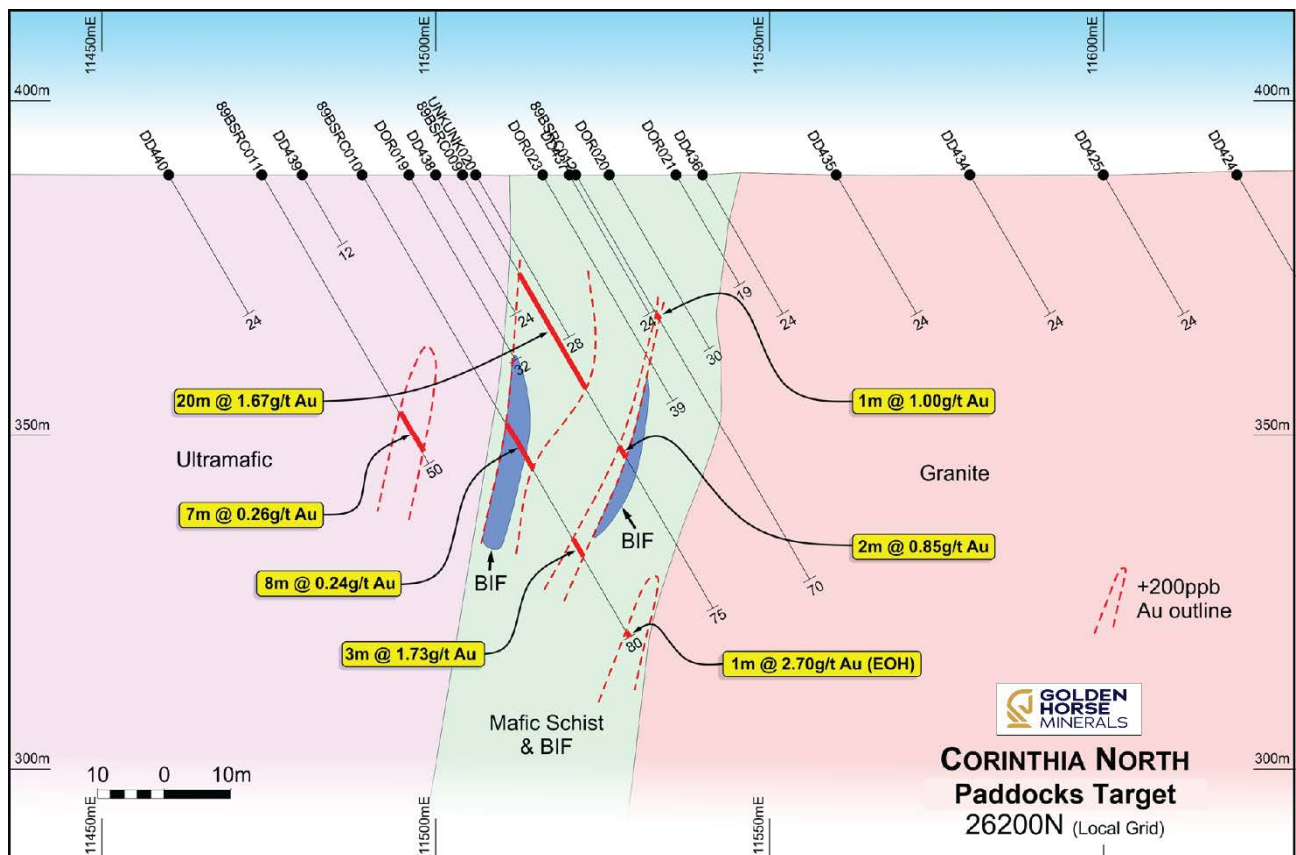 11450mE
11500mE
11550mE
11600mE
400m
400m
DD440
89BSRC011
DD439
89BSRC010
DOR019
DD438
89BSRC009
UNKUNK020
DOR023
DD437
89BSRC012
DOR020
DOR021
DD436
DD435
DD434
DD425
DD424
12
24
24
32
28
24
30
19
24
24
24
24
39
50
70
75
80
20m @ 1.67g/t Au
1m @ 1.00g/t Au
350m
350m
Ultramafic
Granite
7m @ 0.26g/t Au
BIF
BIF
2m @ 0.85g/t Au
8m @ 0.24g/t Au
+200ppb
Au outline
3m @ 1.73g/t Au
1m @ 2.70g/t Au (EOH)
Mafic Schist
& BIF
GOLDEN
HORSE
MINERALS
CORINTHIA NORTH
Paddocks Target
26200N (Local Grid)
300m
300m
10 0 10m
11450mE
11500mE
11550mE
11600mE